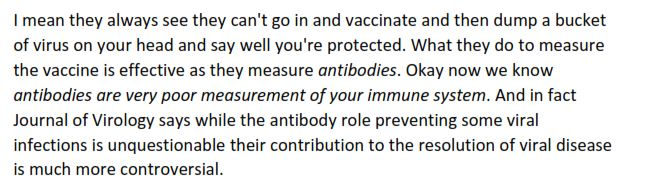 I mean they always see they can't go in and vaccinate and then dump a bucket
of virus on your head and say well you're protected. What they do to measure
the vaccine is effective as they measure antibodies. Okay now we know
antibodies are very poor measurement of your immune system. And in fact
Journal of Virology says while the antibody role preventing some viral
infections is unquestionable their contribution to the resolution of viral disease
is much more controversial.